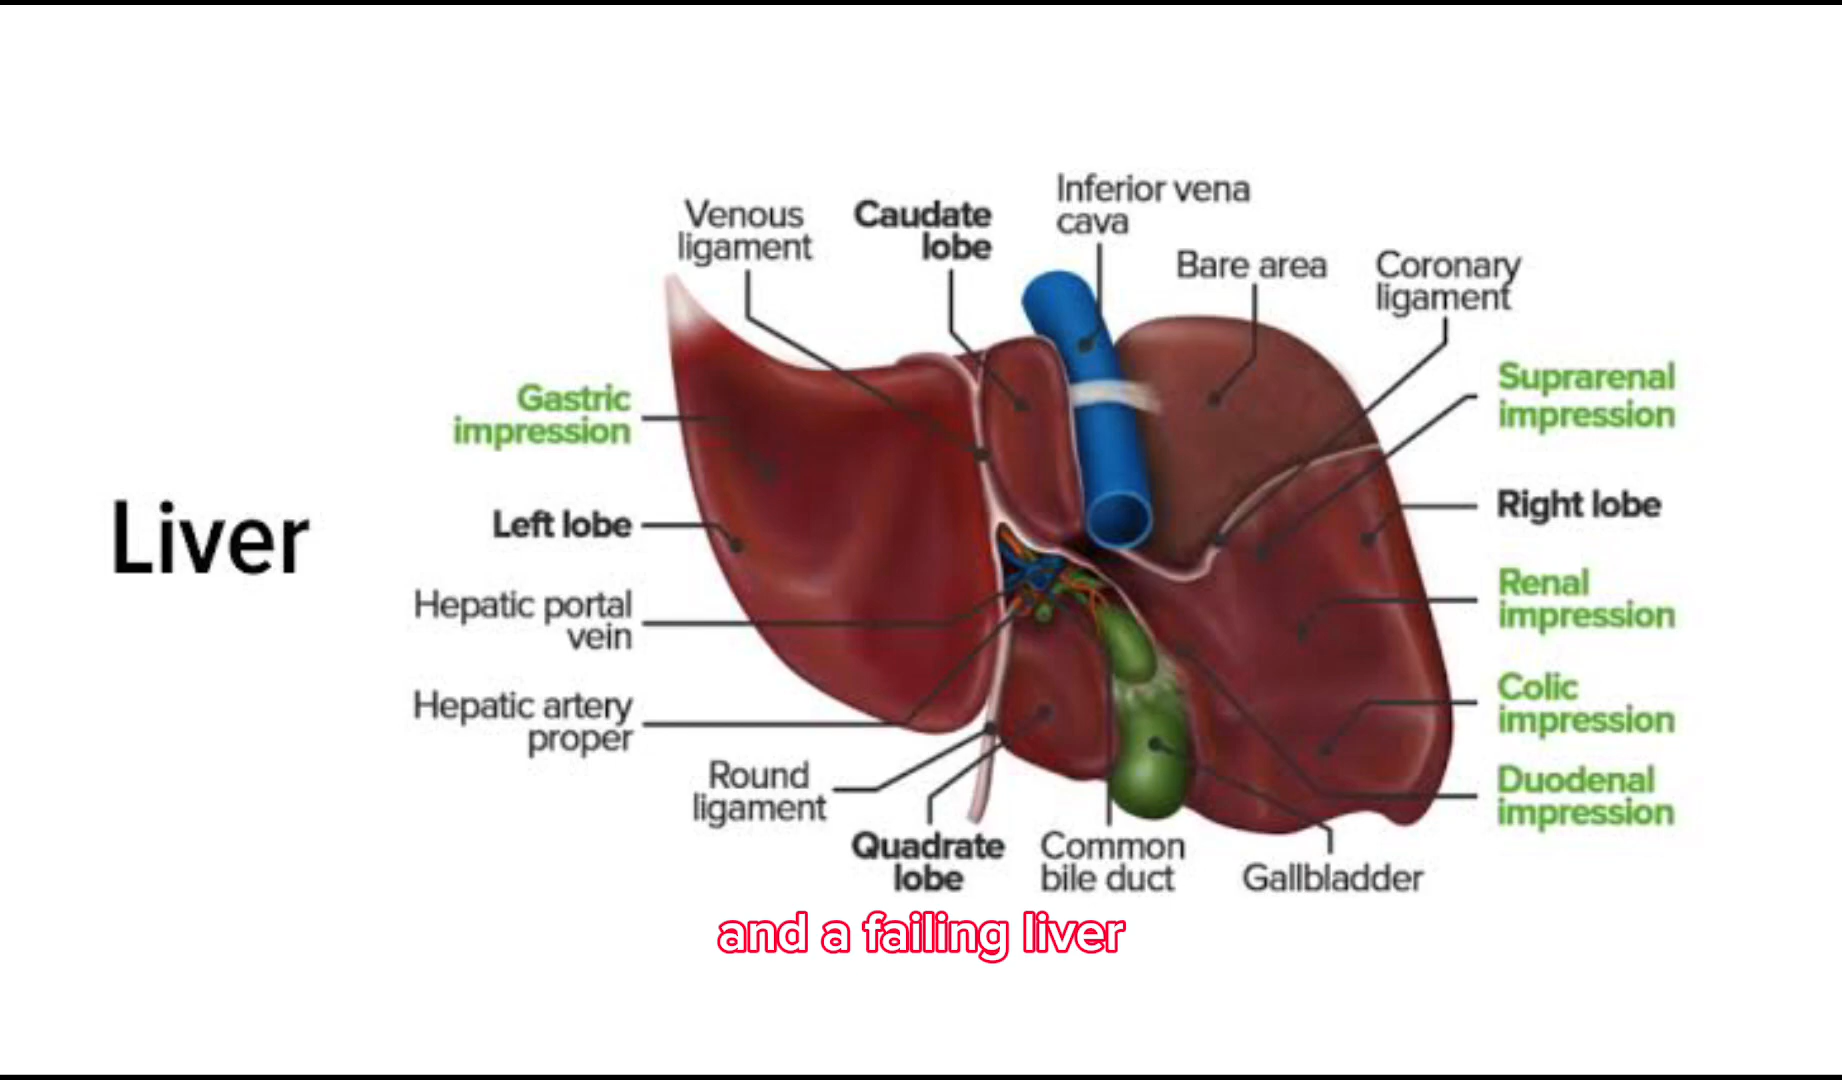 Liver
Venous
ligament
Caudate
lobe
Inferior vena
cava
Bare area
Coronary
ligament
Gastric
impression
Left lobe
Hepatic portal
vein
Hepatic artery
proper
Round
ligament
Quadrate
lobe
Common
bile duct
Gallbladder
Suprarenal
impression
Right lobe
Renal
impression
Colic
impression
Duodenal
impression
and a failing liver